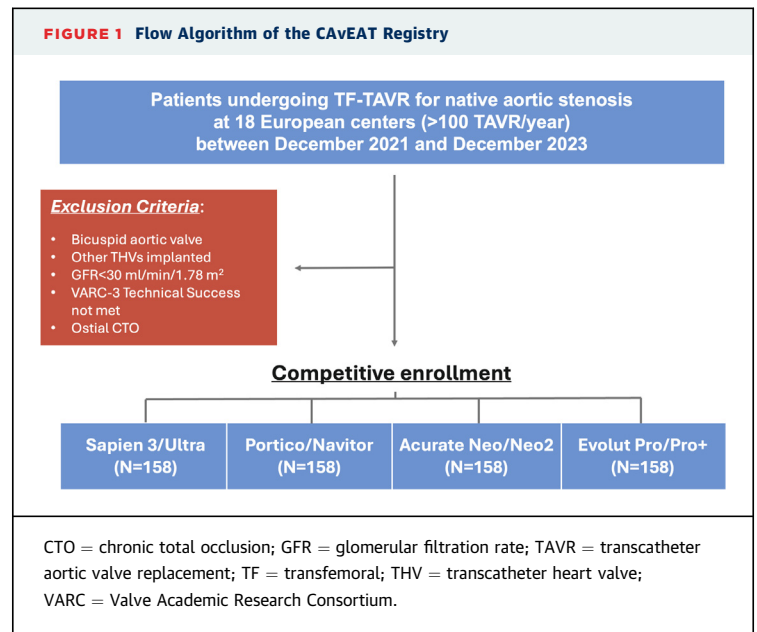 FIGURE 1 Flow Algorithm of the CAvEAT Registry
Patients undergoing TF-TAVR for native aortic stenosis
at 18 European centers (>100 TAVR/year)
between December 2021 and December 2023
Exclusion Criteria:
• Bicuspid aortic valve
• Other THVs implanted
• GFR<30 ml/min/1.78 m²
• VARC-3 Technical Success
not met
• Ostial CTO
Competitive enrollment
Sapien 3/Ultra
(N=158)
Portico/Navitor
(N=158)
Acurate Neo/Neo2
(N=158)
Evolut Pro/Pro+
(N=158)
CTO = chronic total occlusion; GFR = glomerular filtration rate; TAVR = transcatheter
aortic valve replacement; TF = transfemoral; THV = transcatheter heart valve;
VARC = Valve Academic Research Consortium.